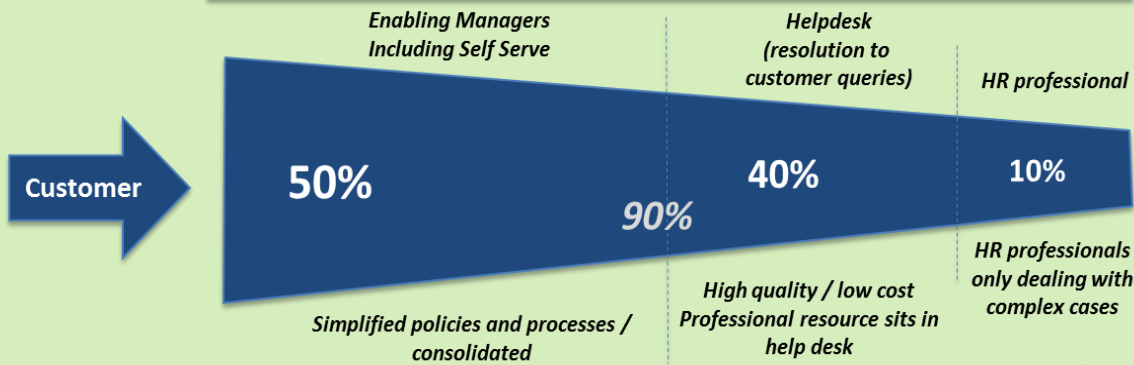 Enabling Managers
Including Self Serve
Helpdesk
(resolution to
customer queries)
HR professional
Customer
50%
90%
40%
10%
Simplified policies and processes /
consolidated
High quality / low cost
Professional resource sits in
help desk
HR professionals
only dealing with
complex cases